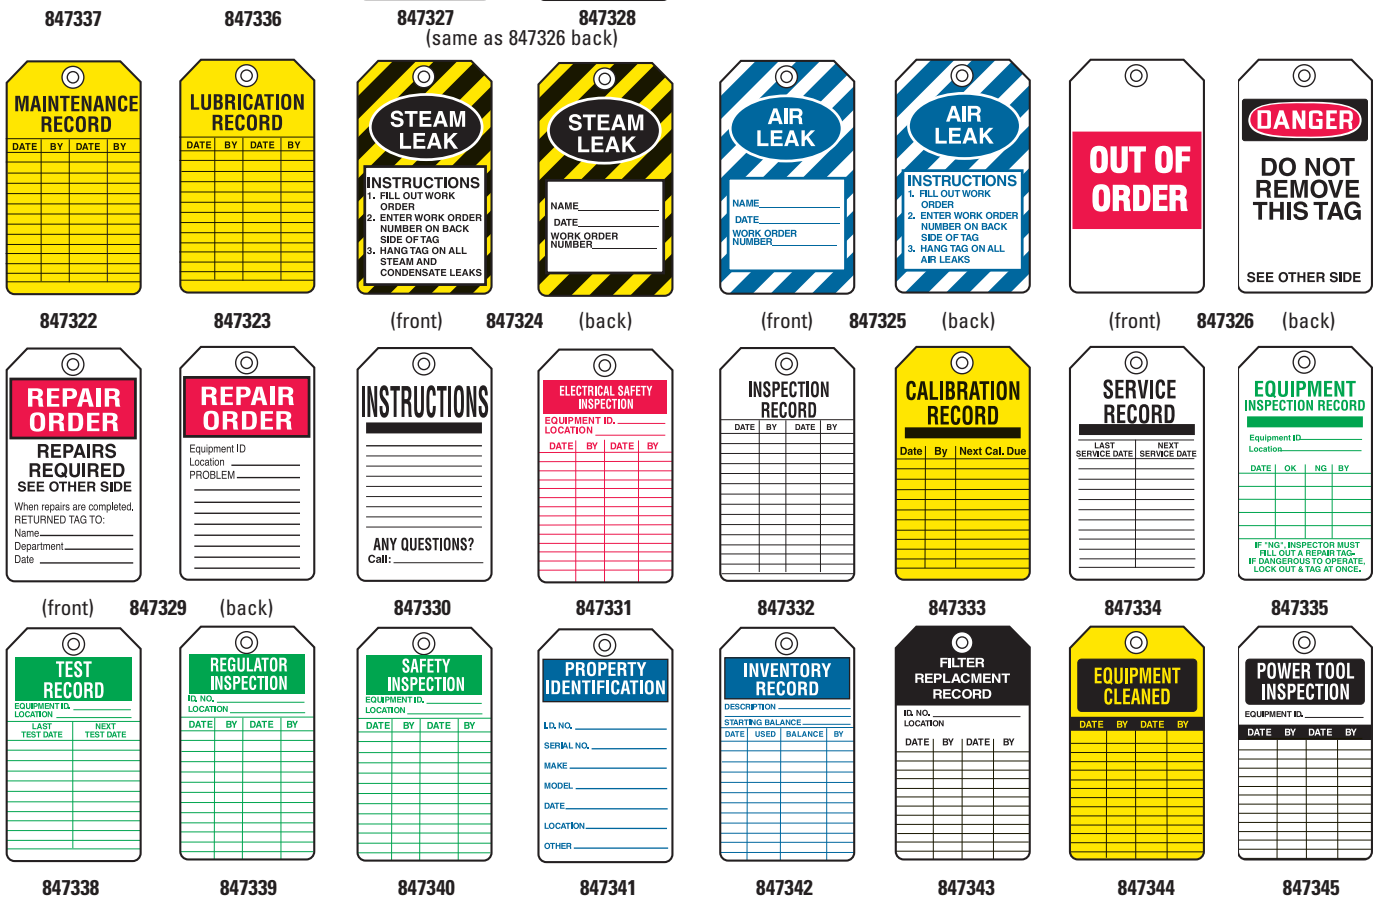 847337
847336
847327
847328
(same as 847326 back)
MAINTENANCE
RECORD
DATE BY DATE BY
LUBRICATION
RECORD
DATE BY DATE BY
STEAM
LEAK
INSTRUCTIONS
1. FILL OUT WORK
ORDER
2. ENTER WORK ORDER
NUMBER ON BACK
SIDE OF TAG
3. HANG TAG ON ALL
STEAM AND
CONDENSATE LEAKS
STEAM
LEAK
NAME
DATE
WORK ORDER
NUMBER
AIR
LEAK
NAME
DATE
WORK ORDER
NUMBER
AIR
LEAK
INSTRUCTIONS
1. FILL OUT WORK
ORDER
2. ENTER WORK ORDER
NUMBER ON BACK
SIDE OF TAG
3. HANG TAG ON ALL
AIR LEAKS
OUT OF
ORDER
DANGER
DO NOT
REMOVE
THIS TAG
SEE OTHER SIDE
847322
847323
(front) 847324 (back)
(front) 847325 (back)
(front) 847326 (back)
REPAIR
ORDER
REPAIRS
REQUIRED
SEE OTHER SIDE
When repairs are completed,
RETURNED TAG TO:
Name
Department
Date
REPAIR
ORDER
Equipment ID
Location
PROBLEM
INSTRUCTIONS
ANY QUESTIONS?
Call:
ELECTRICAL SAFETY
INSPECTION
EQUIPMENT ID.
LOCATION
DATE BY DATE BY
INSPECTION
RECORD
DATE BY DATE BY
CALIBRATION
RECORD
Date By Next Cal. Due
SERVICE
RECORD
LAST NEXT
SERVICE DATE SERVICE DATE
EQUIPMENT
INSPECTION RECORD
Equipment ID
Location
DATE OK NG BY
IF "NG", INSPECTOR MUST
FILL OUT A REPAIR TAG-
IF DANGEROUS TO OPERATE,
LOCK OUT & TAG AT ONCE.
(front) 847329 (back)
847330
847331
847332
847333
847334
847335
TEST
RECORD
EQUIPMENT ID.
LOCATION
LAST NEXT
TEST DATE TEST DATE
REGULATOR
INSPECTION
ID. NO.
LOCATION
DATE BY DATE BY
SAFETY
INSPECTION
EQUIPMENT ID.
LOCATION
DATE BY DATE BY
PROPERTY
IDENTIFICATION
I.D. NO.
SERIAL NO.
MAKE
MODEL
DATE
LOCATION
OTHER
INVENTORY
RECORD
DESCRIPTION
STARTING BALANCE
DATE USED BALANCE BY
FILTER
REPLACMENT
RECORD
ID. NO.
LOCATION
DATE BY DATE BY
EQUIPMENT
CLEANED
DATE BY DATE BY
POWER TOOL
INSPECTION
EQUIPMENT ID.
DATE BY DATE BY
847338
847339
847340
847341
847342
847343
847344
847345